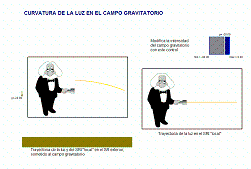 CURVATURA DE LA LUZ EN EL CAMPO GRAVITATORIO
Modifica la intensidad
del campo gravitatorio
con este control
Trayectoria de la luz en el SRI "local"
Trayectoria de la luz y del SRI "local" en el SRI exterior,
sometido al campo gravitatorio